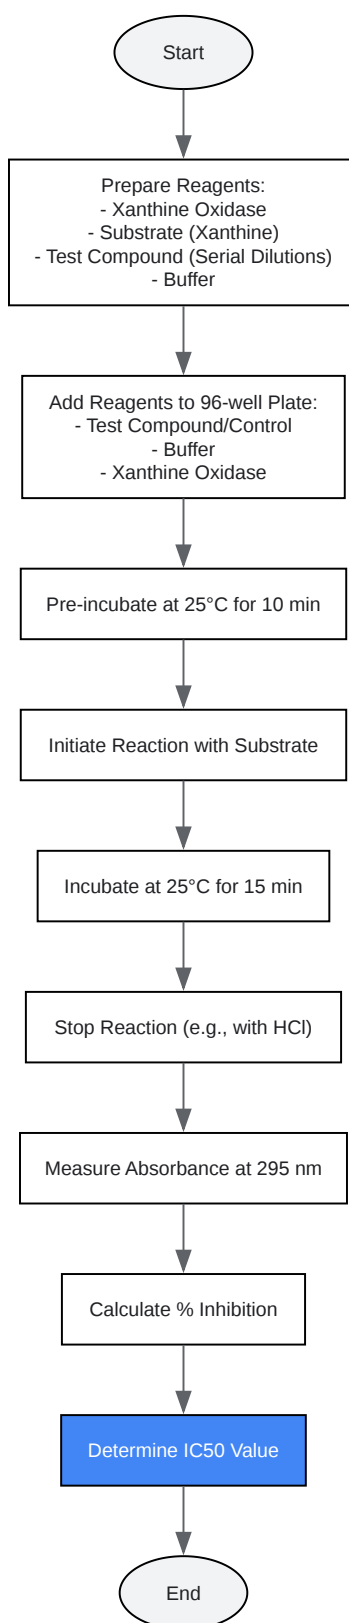 Start
Prepare Reagents:
- Xanthine Oxidase
- Substrate (Xanthine)
- Test Compound (Serial Dilutions)
- Buffer
Add Reagents to 96-well Plate:
- Test Compound/Control
- Buffer
- Xanthine Oxidase
Pre-incubate at 25°C for 10 min
Initiate Reaction with Substrate
Incubate at 25°C for 15 min
Stop Reaction (e.g., with HCl)
Measure Absorbance at 295 nm
Calculate % Inhibition
Determine IC50 Value
End